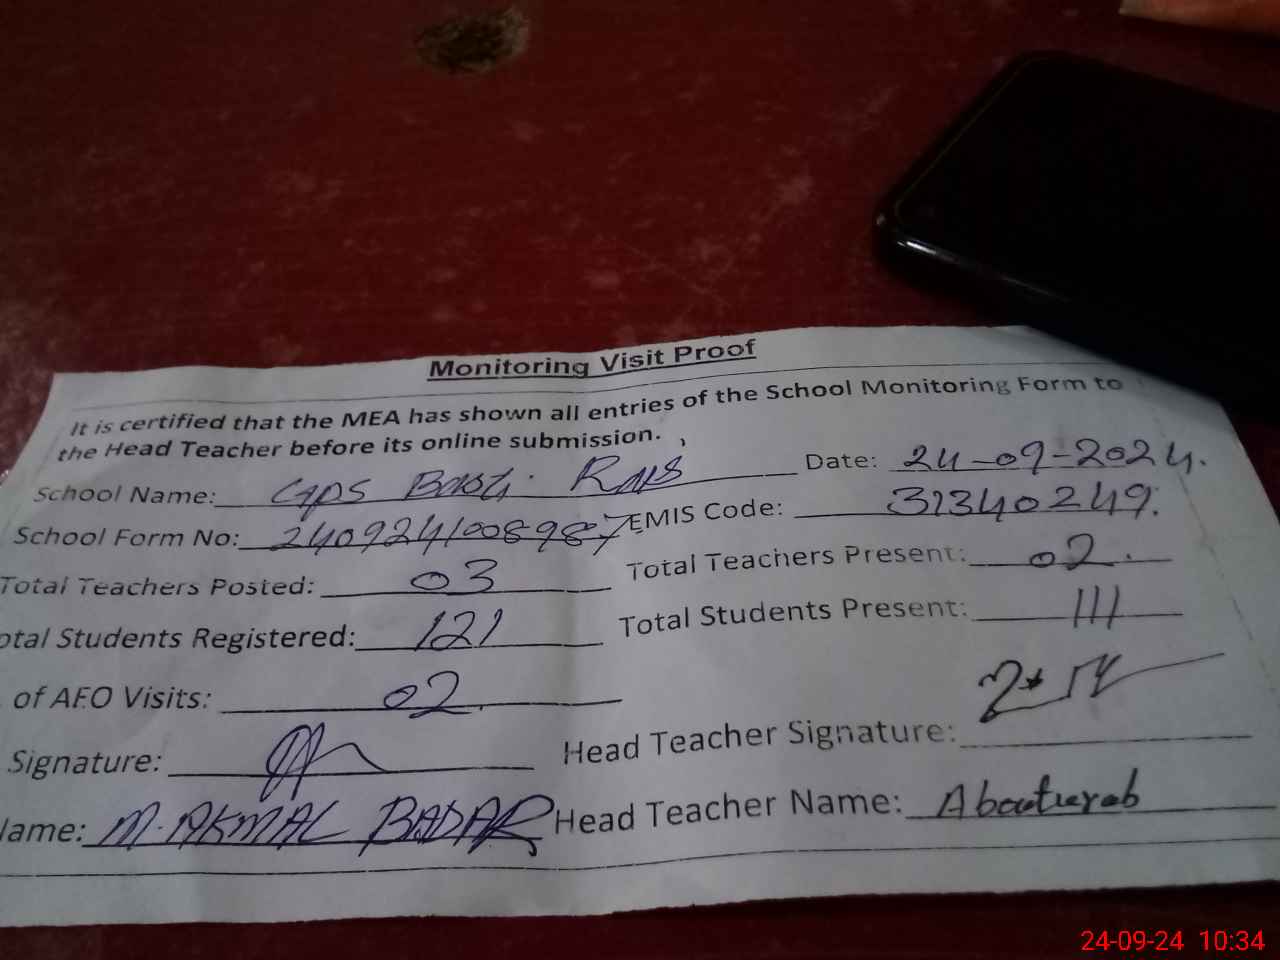 Monitoring Visit Proof
It is certified that the MEA has shown all entries of the School Monitoring Form to
the Head Teacher before its online submission.
School Name: GPS Basti Rais Date: 24-09-2024.
School Form No: 2409241008987 EMIS Code: 31340249.
Total Teachers Posted: 03 Total Teachers Present: 02.
otal Students Registered: 121 Total Students Present: 111
of AEO Visits: 02
Signature: Head Teacher Signature:
lame: M. AKMAL BADAR Head Teacher Name: Abouturab
24-09-24 10:34